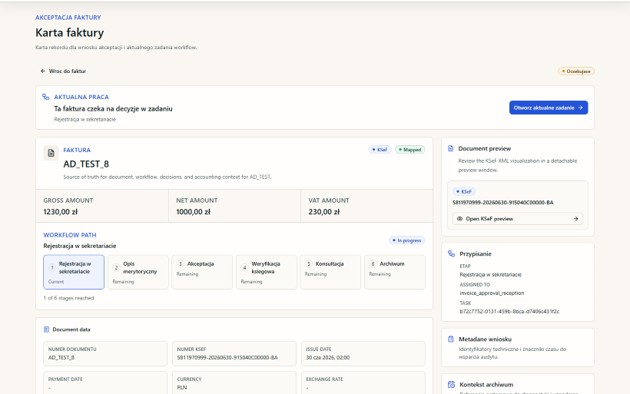 AKCEPTACJA FAKTURY
Karta faktury
Karta rekordu dla wniosku akceptacji i aktualnego zadania workflow.
← Wroc do faktur
Oczekujace
AKTUALNA PRACA
Ta faktura czeka na decyzje w zadaniu
Rejestracja w sekretariacie
Otworz aktualne zadanie →
FAKTURA
KSeF
Mapped
AD_TEST_8
Source of truth for document, workflow, decisions, and accounting context for AD_TEST.
GROSS AMOUNT
1230,00 zł
NET AMOUNT
1000,00 zł
VAT AMOUNT
230,00 zł
WORKFLOW PATH
Rejestracja w sekretariacie
In progress
1 Rejestracja w sekretariacie
Current
2 Opis merytoryczny
Remaining
3 Akceptacja
Remaining
4 Weryfikacja ksiegowa
Remaining
5 Konsultacja
Remaining
6 Archiwum
Remaining
1 of 6 stages reached
Document data
NUMER DOKUMENTU
AD_TEST_8
NUMER KSEF
5811970999-20260630-915040C00000-BA
ISSUE DATE
30 cze 2026, 02:00
PAYMENT DATE
-
CURRENCY
PLN
EXCHANGE RATE
-
Document preview
Review the KSeF XML visualization in a detachable
preview window.
KSeF
5811970999-20260630-915040C00000-BA
Open KSeF preview →
Przypisanie
ETAP
Rejestracja w sekretariacie
ASSIGNED TO
invoice_approval_reception
TASK
Metadane wniosku
Identyfikatory techniczne i znaczniki czasu do
wsparcia audytu.
Kontekst archiwum